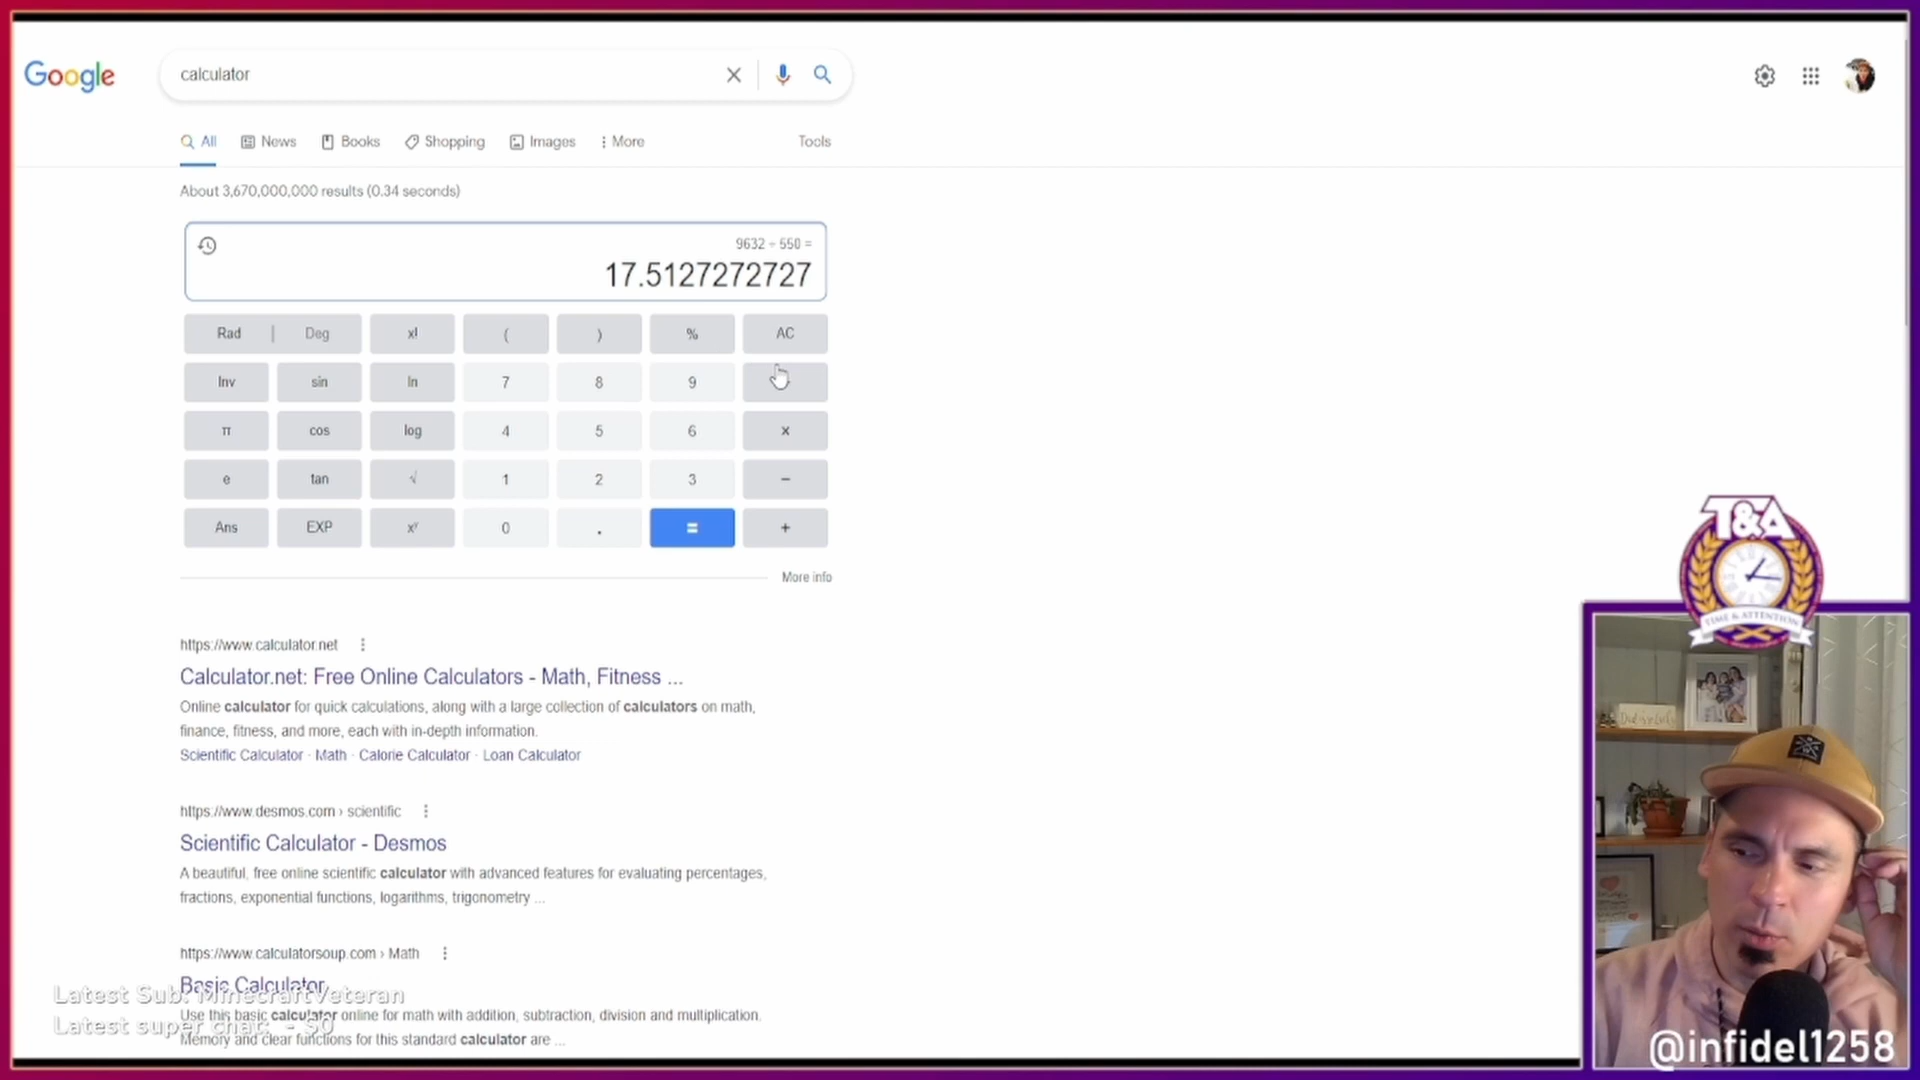 Google
calculator
All News Books Shopping Images More Tools
About 3,670,000,000 results (0.34 seconds)
9632 ÷ 550 =
17.5127272727
Rad | Deg x! ( ) % AC
Inv sin ln 7 8 9
π cos log 4 5 6 ×
e tan √ 1 2 3 −
Ans EXP xʸ 0 . = +
More info
https://www.calculator.net
Calculator.net: Free Online Calculators - Math, Fitness ...
Online calculator for quick calculations, along with a large collection of calculators on math,
finance, fitness, and more, each with in-depth information.
Scientific Calculator · Math · Calorie Calculator · Loan Calculator
https://www.desmos.com › scientific
Scientific Calculator - Desmos
A beautiful, free online scientific calculator with advanced features for evaluating percentages,
fractions, exponential functions, logarithms, trigonometry ...
https://www.calculatorsoup.com › Math
Basic Calculator
Latest Sub: MinecraftVeteran
Use this basic calculator online for math with addition, subtraction, division and multiplication.
Latest super chat: - $0
Memory and clear functions for this standard calculator are ...
T&A
TIME & ATTENTION
@infidel1258